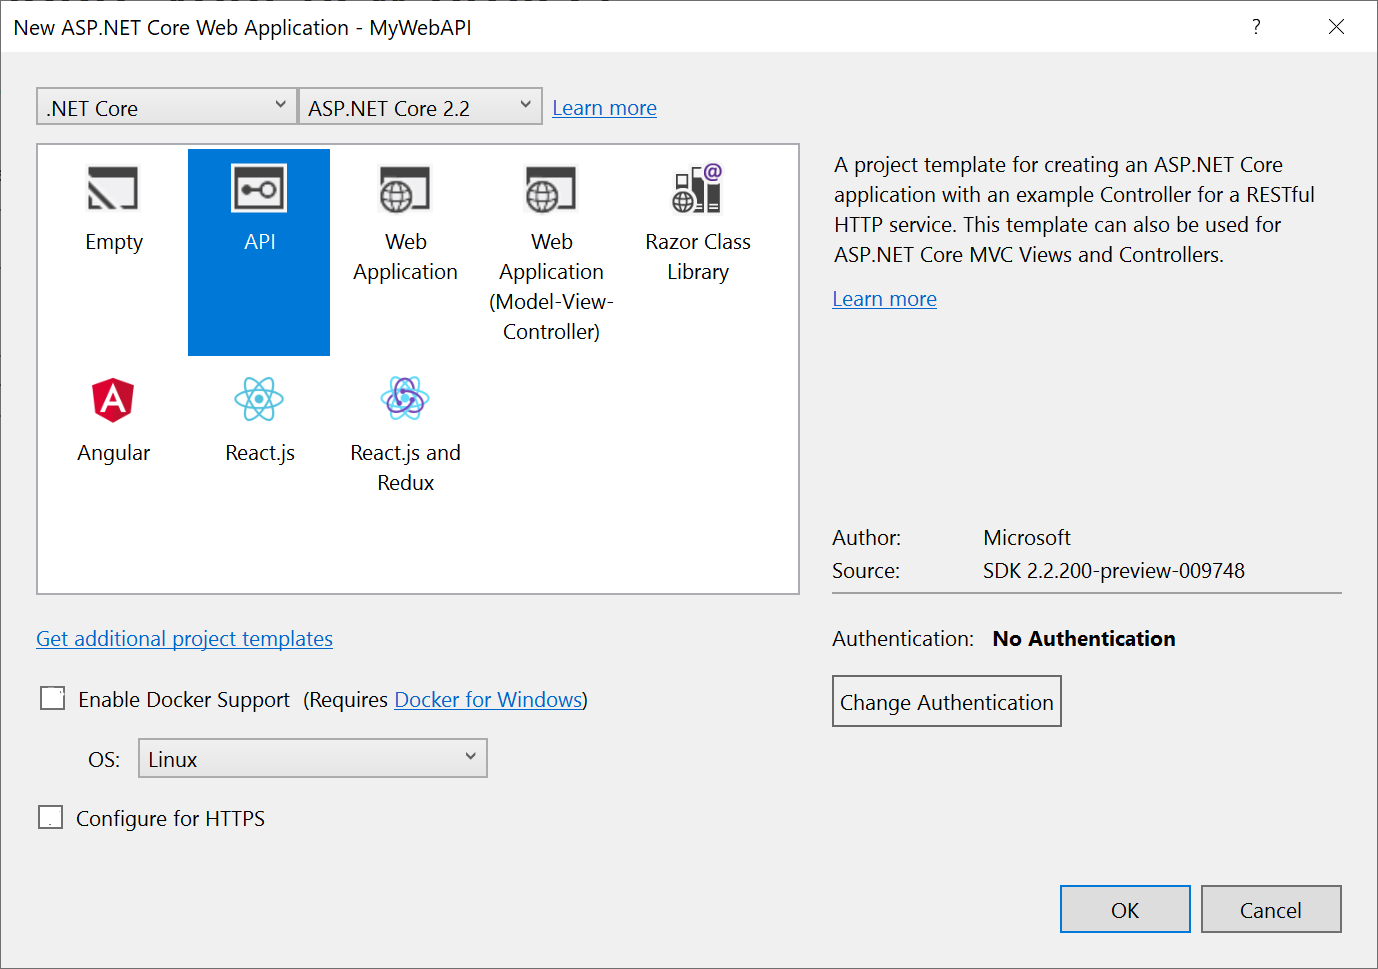 New ASP.NET Core Web Application - MyWebAPI
?
.NET Core
ASP.NET Core 2.2
Learn more
Empty
API
Web
Application
Web
Application
(Model-View-
Controller)
Razor Class
Library
Angular
React.js
React.js and
Redux
A project template for creating an ASP.NET Core
application with an example Controller for a RESTful
HTTP service. This template can also be used for
ASP.NET Core MVC Views and Controllers.
Learn more
Author: Microsoft
Source: SDK 2.2.200-preview-009748
Get additional project templates
Authentication: No Authentication
Enable Docker Support (Requires Docker for Windows)
Change Authentication
OS: Linux
Configure for HTTPS
OK
Cancel